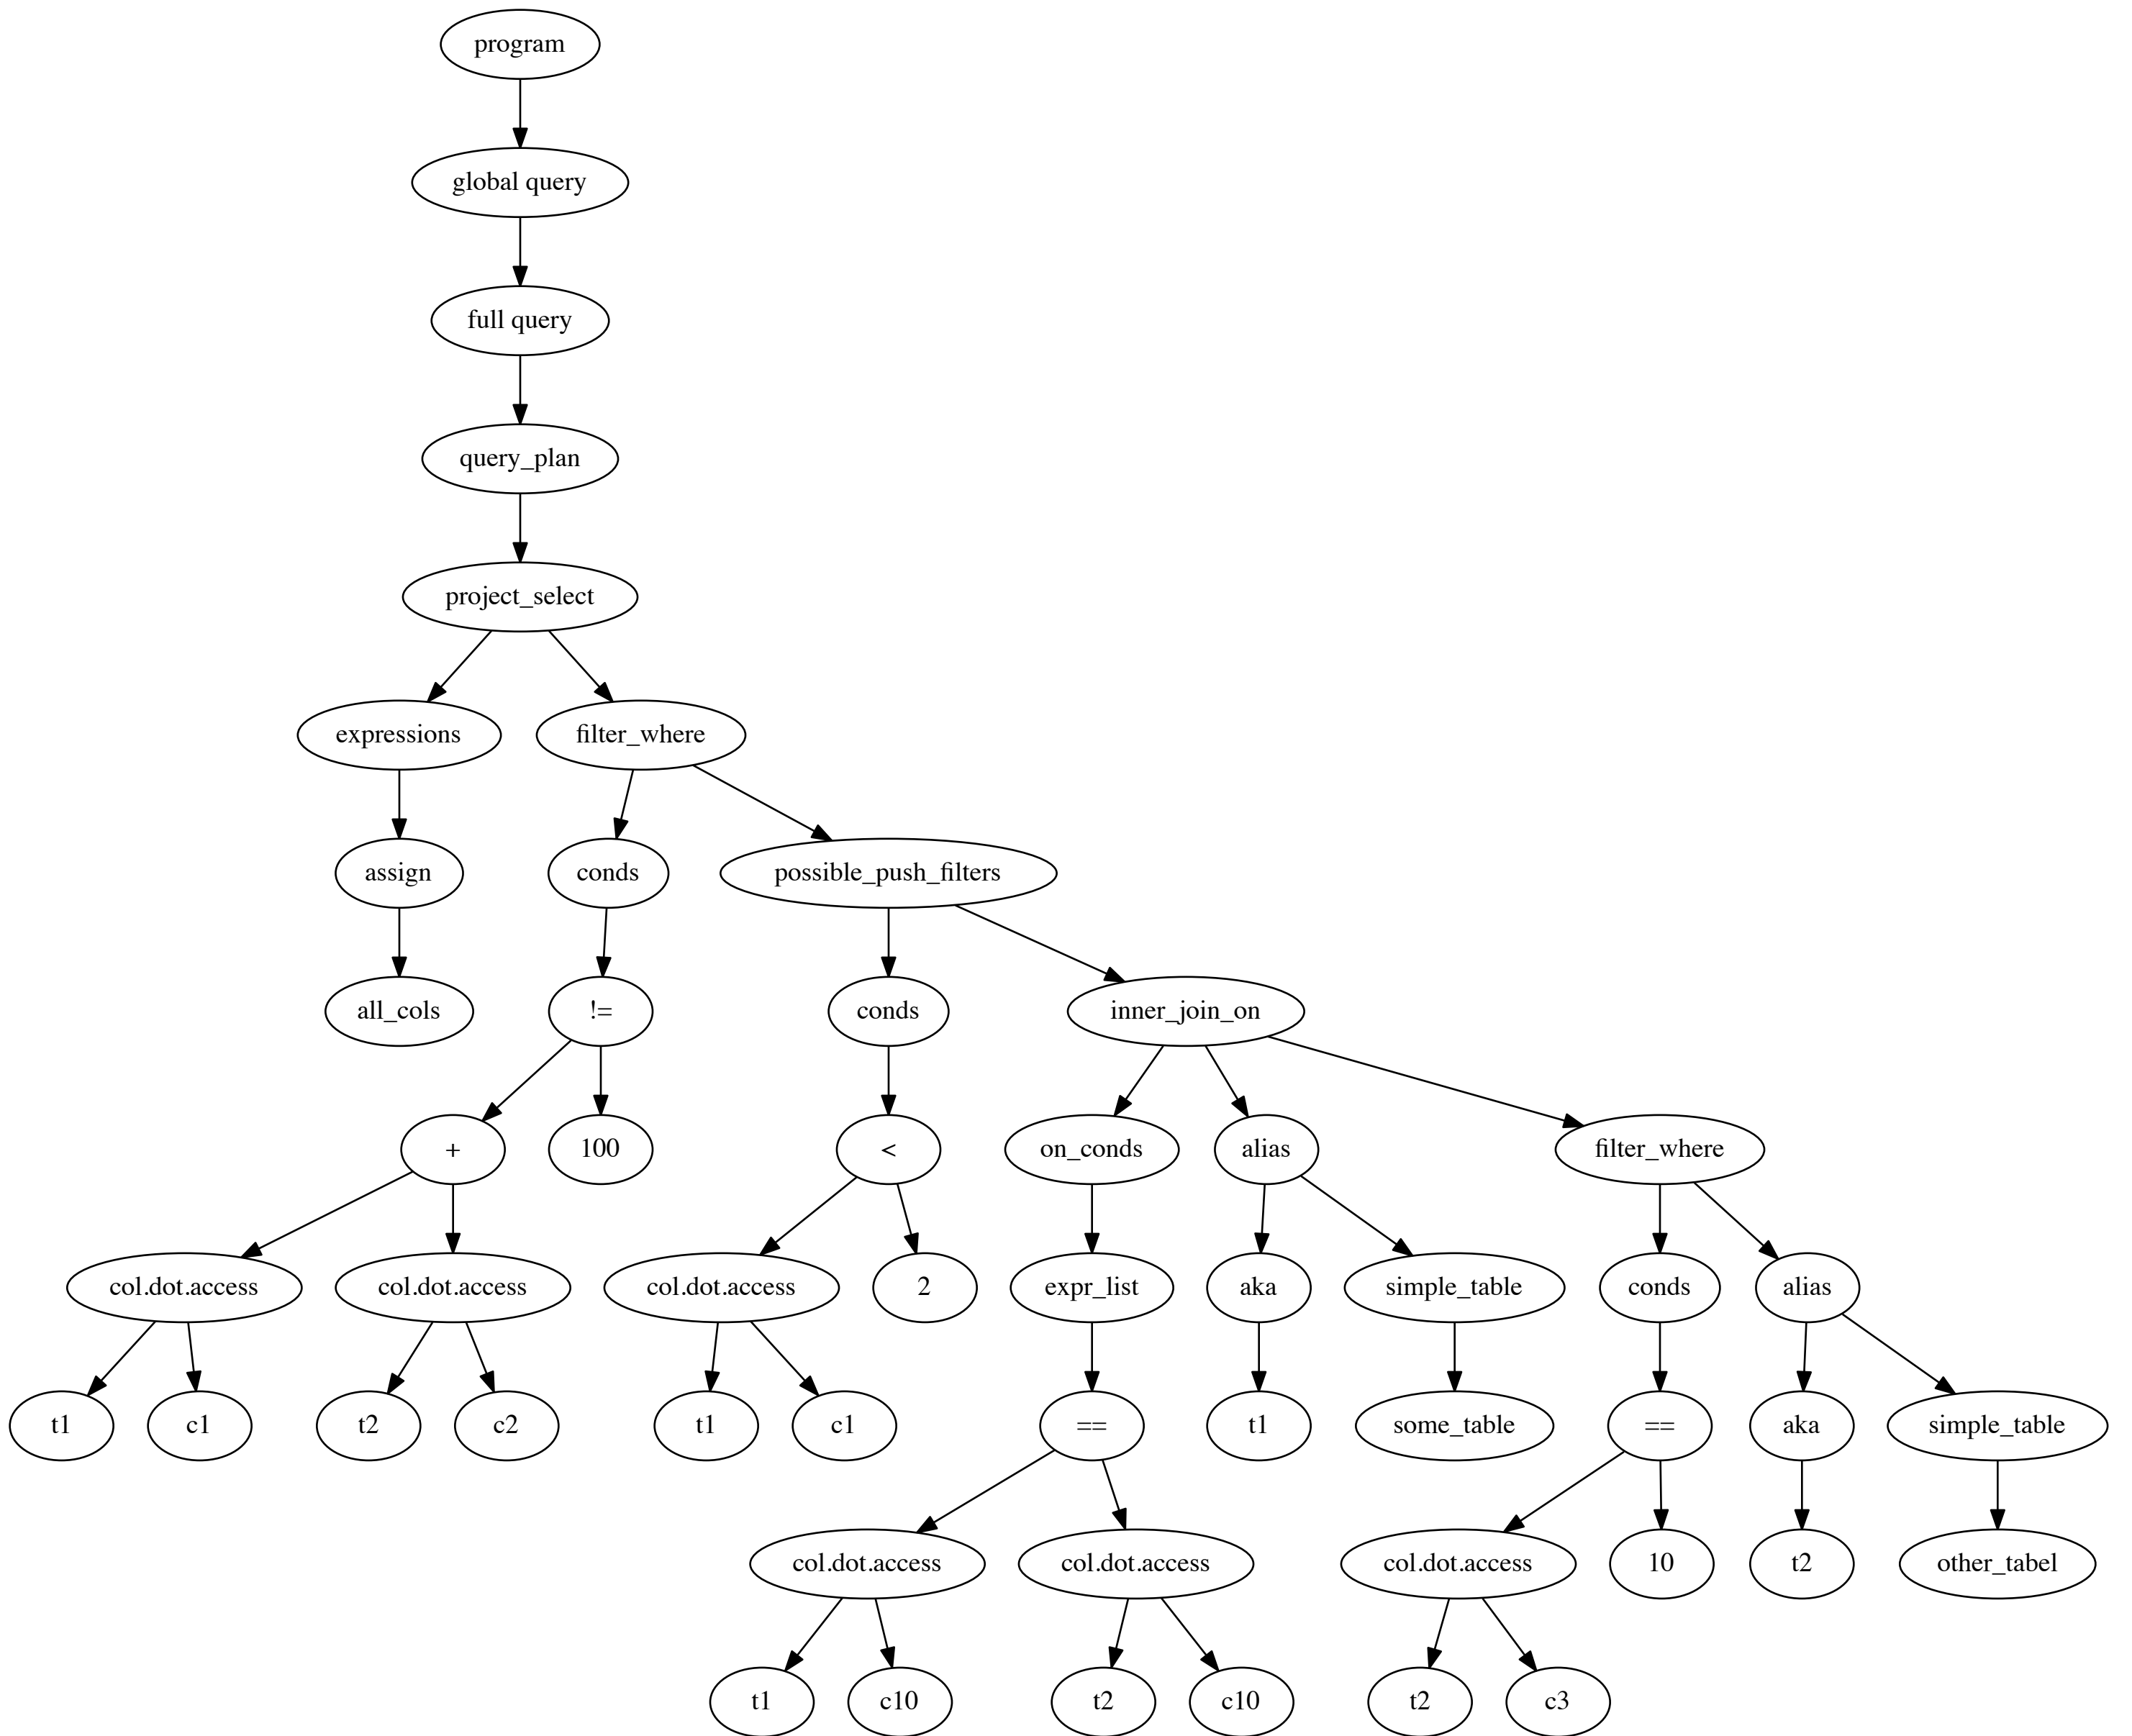 program
global query
full query
query_plan
project_select
expressions
filter_where
assign
conds
possible_push_filters
all_cols
!=
conds
inner_join_on
+
100
<
on_conds
alias
filter_where
col.dot.access
col.dot.access
col.dot.access
2
expr_list
aka
simple_table
conds
alias
t1
c1
t2
c2
t1
c1
==
t1
some_table
==
aka
simple_table
col.dot.access
col.dot.access
col.dot.access
10
t2
other_tabel
t1
c10
t2
c10
t2
c3